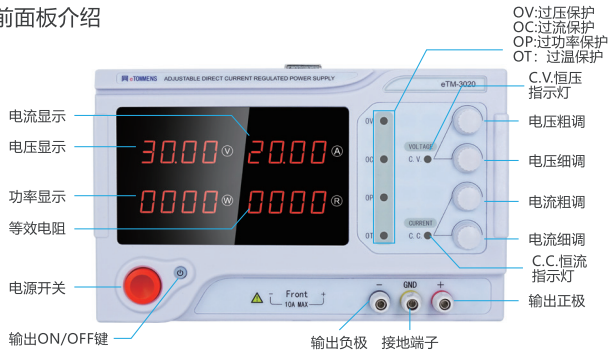 前面板介绍
OV:过压保护
OC:过流保护
OP:过功率保护
OT：过温保护
eTOMMENS ADJUSTABLE DIRECT CURRENT REGULATED POWER SUPPLY
eTM-3020
C.V.恒压
指示灯
电流显示
电压显示
功率显示
等效电阻
30.00 V 20.00 A
0000 W 0000 R
OV
OC
OP
OT
VOLTAGE
C.V.
CURRENT
C.C
电压粗调
电压细调
电流粗调
电流细调
C.C.恒流
指示灯
电源开关
输出ON/OFF键
- Front +
10A MAX
- GND +
输出正极
输出负极
接地端子